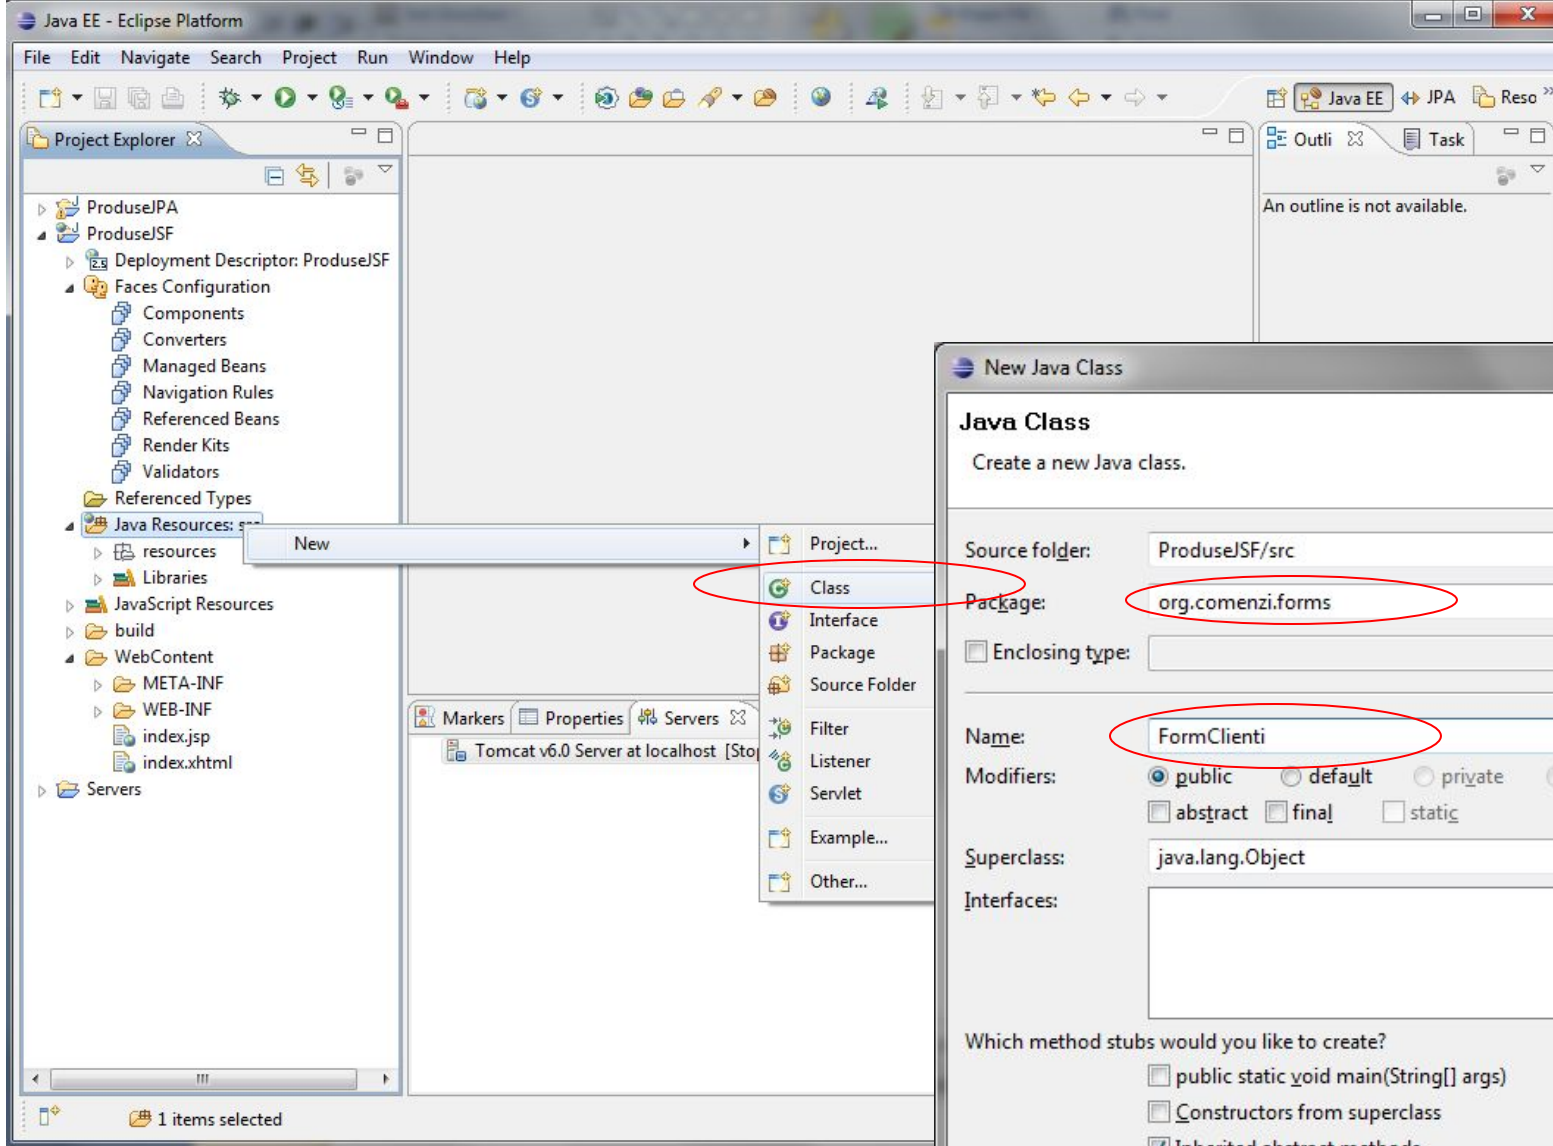 Java EE - Eclipse Platform
File Edit Navigate Search Project Run Window Help
Java EE JPA Reso
Project Explorer
Outli Task
An outline is not available.
ProduseJPA
ProduseJSF
Deployment Descriptor: ProduseJSF
2.5
Faces Configuration
Components
Converters
Managed Beans
Navigation Rules
Referenced Beans
Render Kits
Validators
Referenced Types
Java Resources:
resources
Libraries
JavaScript Resources
build
WebContent
META-INF
WEB-INF
index.jsp
index.xhtml
Servers
New
Project...
Class
Interface
Package
Source Folder
Filter
Listener
Servlet
Example...
Other...
Markers Properties Servers
Tomcat v6.0 Server at localhost [Sto
1 items selected
New Java Class
Java Class
Create a new Java class.
Source folder: ProduseJSF/src
Package: org.comenzi.forms
Enclosing type:
Name: FormClienti
Modifiers: public default private
abstract final static
Superclass: java.lang.Object
Interfaces:
Which method stubs would you like to create?
public static void main(String[] args)
Constructors from superclass
Inherited abstract methods